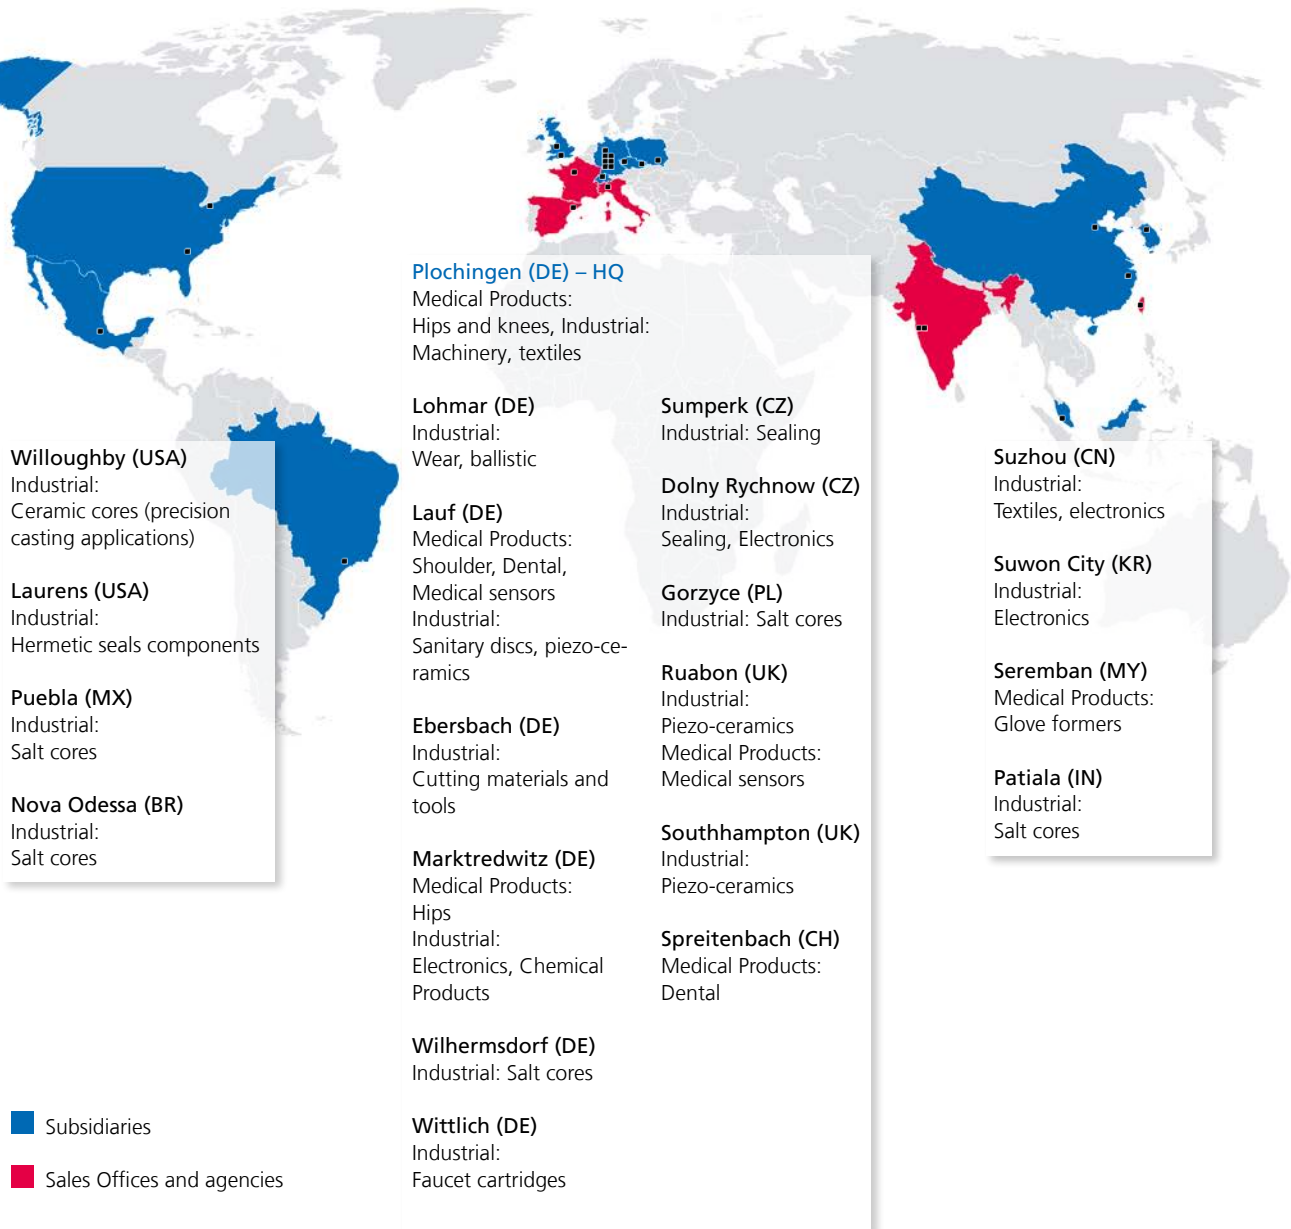 Plochingen (DE) – HQ
Medical Products:
Hips and knees, Industrial:
Machinery, textiles
Willoughby (USA)
Industrial:
Ceramic cores (precision
casting applications)
Laurens (USA)
Industrial:
Hermetic seals components
Puebla (MX)
Industrial:
Salt cores
Nova Odessa (BR)
Industrial:
Salt cores
Lohmar (DE)
Industrial:
Wear, ballistic
Lauf (DE)
Medical Products:
Shoulder, Dental,
Medical sensors
Industrial:
Sanitary discs, piezo-ce-
ramics
Ebersbach (DE)
Industrial:
Cutting materials and
tools
Marktredwitz (DE)
Medical Products:
Hips
Industrial:
Electronics, Chemical
Products
Wilhermsdorf (DE)
Industrial: Salt cores
Wittlich (DE)
Industrial:
Faucet cartridges
Sumperk (CZ)
Industrial: Sealing
Dolny Rychnow (CZ)
Industrial:
Sealing, Electronics
Gorzyce (PL)
Industrial: Salt cores
Ruabon (UK)
Industrial:
Piezo-ceramics
Medical Products:
Medical sensors
Southhampton (UK)
Industrial:
Piezo-ceramics
Spreitenbach (CH)
Medical Products:
Dental
Suzhou (CN)
Industrial:
Textiles, electronics
Suwon City (KR)
Industrial:
Electronics
Seremban (MY)
Medical Products:
Glove formers
Patiala (IN)
Industrial:
Salt cores
Subsidiaries
Sales Offices and agencies